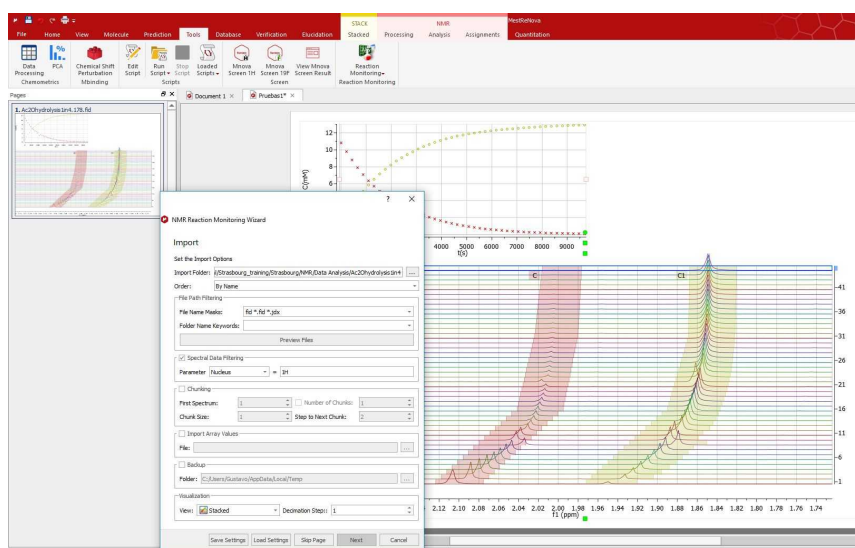 STACK NMR MestReNova
File Home View Molecule Prediction Tools Database Verification Elucidation Stacked Processing Analysis Assignments Quantitation
Data Processing PCA Chemical Shift Perturbation Edit Script Run Script Stop Script Loaded Scripts Mnova Screen 1H Mnova Screen 19F View Mnova Screen Result Reaction Monitoring
Chemometrics Mbinding Scripts Screen Reaction Monitoring
Pages Document 1 Pruebas1*
1. Ac2Ohydrolysis1in4.178.fid
12
10
8
6
C(mM)
4000 5000 6000 7000 8000 9000
t(s)
NMR Reaction Monitoring Wizard
Import
Set the Import Options
Import Folder: l/Strasbourg_training/Strasbourg/NMR/Data Analysis/Ac2Ohydrolysis1in4 ...
Order: By Name
File Path Filtering
File Name Masks: fid *.fid *.jdx
Folder Name Keywords:
Preview Files
Spectral Data Filtering
Parameter Nucleus = 1H
Chunking
First Spectrum: 1 Number of Chunks: 1
Chunk Size: 1 Step to Next Chunk: 2
Import Array Values
File: ...
Backup
Folder: C:/Users/Gustavo/AppData/Local/Temp ...
Visualization
View: Stacked Decimation Step: 1
Save Settings Load Settings Skip Page Next Cancel
C C1
41
36
31
26
21
16
11
6
1
2.12 2.10 2.08 2.06 2.04 2.02 2.00 1.98 1.96 1.94 1.92 1.90 1.88 1.86 1.84 1.82 1.80 1.78 1.76 1.74
f1 (ppm)